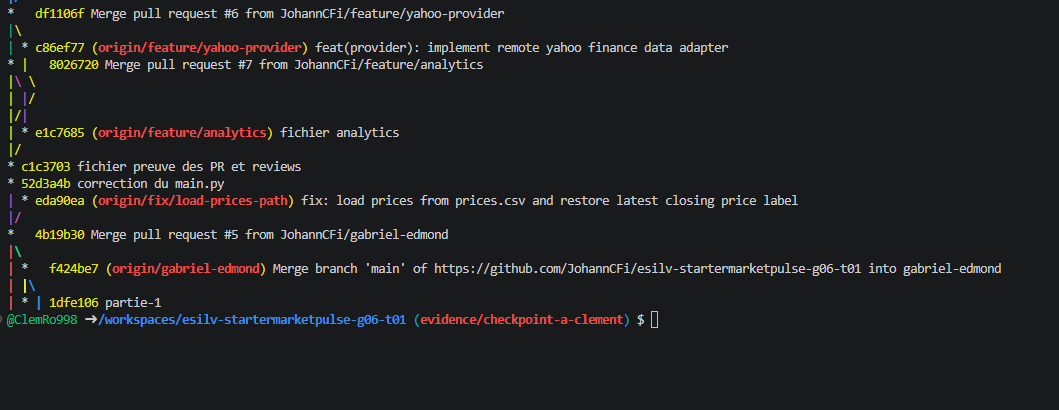 *   df1106f Merge pull request #6 from JohannCFi/feature/yahoo-provider
|\
| * c86ef77 (origin/feature/yahoo-provider) feat(provider): implement remote yahoo finance data adapter
* |   8026720 Merge pull request #7 from JohannCFi/feature/analytics
|\ \
| |/
|/|
| * e1c7685 (origin/feature/analytics) fichier analytics
|/
* c1c3703 fichier preuve des PR et reviews
* 52d3a4b correction du main.py
| * eda90ea (origin/fix/load-prices-path) fix: load prices from prices.csv and restore latest closing price label
|/
*   4b19b30 Merge pull request #5 from JohannCFi/gabriel-edmond
|\
| *   f424be7 (origin/gabriel-edmond) Merge branch 'main' of https://github.com/JohannCFi/esilv-startermarketpulse-g06-t01 into gabriel-edmond
| |\
| * | 1dfe106 partie-1
@ClemRo998 ➜/workspaces/esilv-startermarketpulse-g06-t01 (evidence/checkpoint-a-clement) $